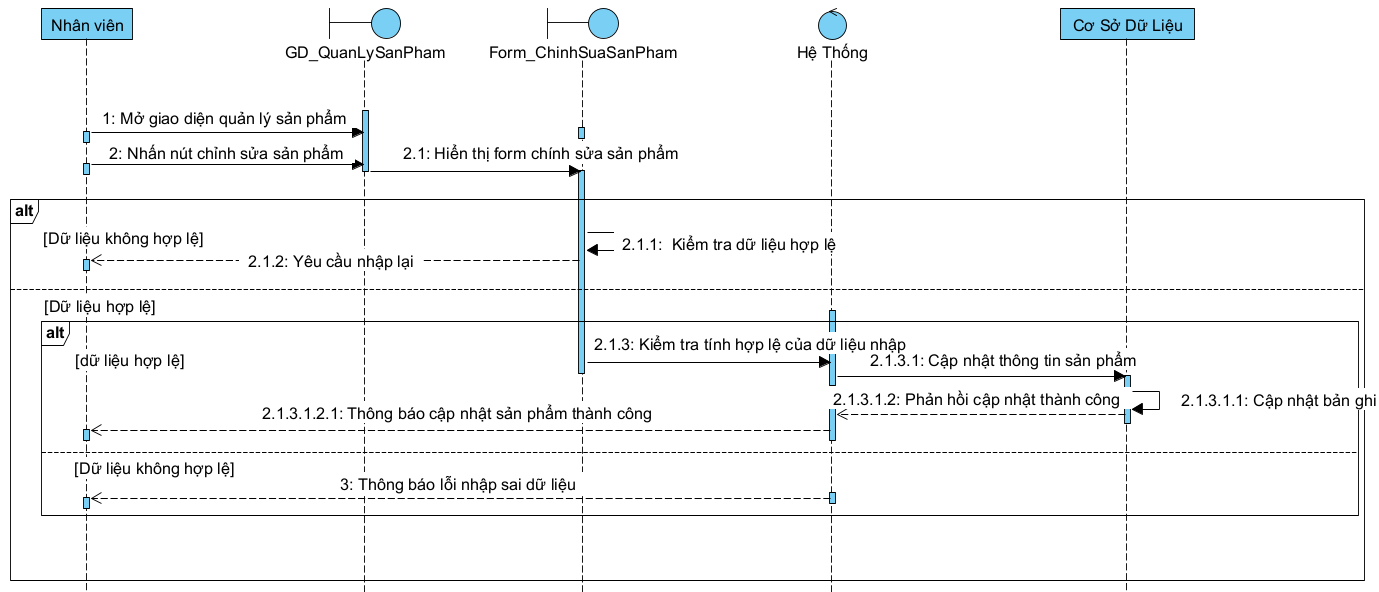 Nhân viên
GD_QuanLySanPham
Form_ChinhSuaSanPham
Hệ Thống
Cơ Sở Dữ Liệu
1: Mở giao diện quản lý sản phẩm
2: Nhấn nút chỉnh sửa sản phẩm
2.1: Hiển thị form chính sửa sản phẩm
alt
[Dữ liệu không hợp lệ]
2.1.1: Kiểm tra dữ liệu hợp lệ
2.1.2: Yêu cầu nhập lại
[Dữ liệu hợp lệ]
alt
[dữ liệu hợp lệ]
2.1.3: Kiểm tra tính hợp lệ của dữ liệu nhập
2.1.3.1: Cập nhật thông tin sản phẩm
2.1.3.1.2: Phản hồi cập nhật thành công
2.1.3.1.1: Cập nhật bản ghi
2.1.3.1.2.1: Thông báo cập nhật sản phẩm thành công
[Dữ liệu không hợp lệ]
3: Thông báo lỗi nhập sai dữ liệu